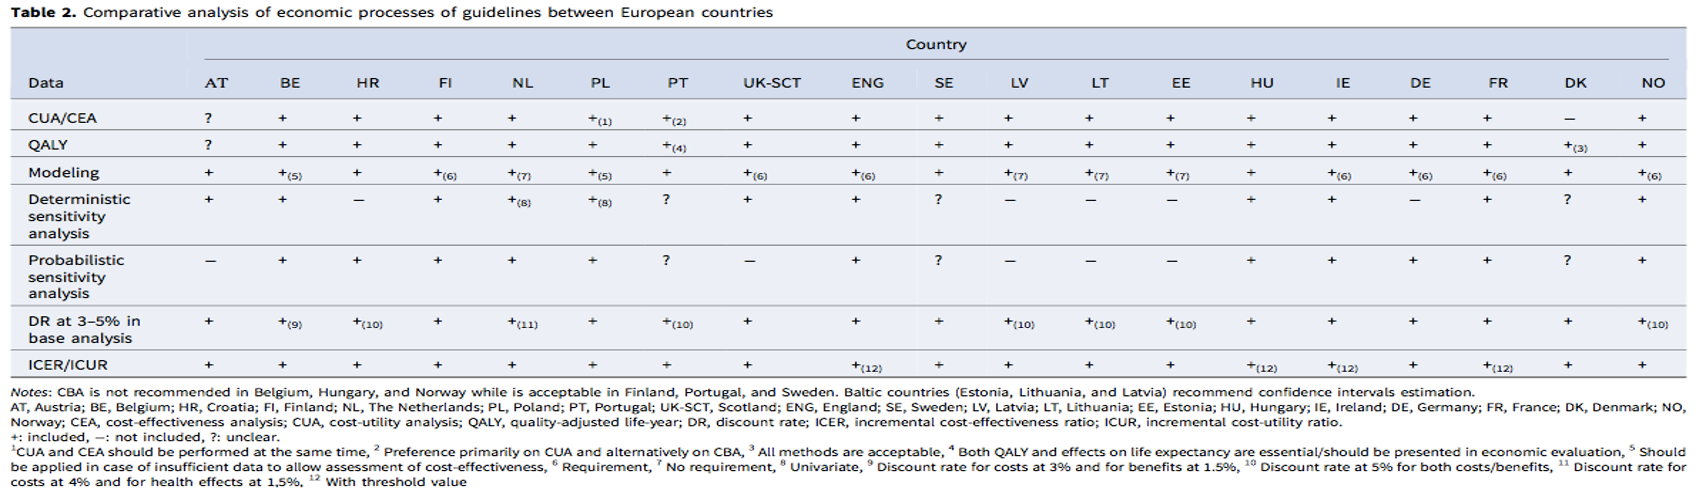 Table 2. Comparative analysis of economic processes of guidelines between European countries
Country
Data AT BE HR FI NL PL PT UK-SCT ENG SE LV LT EE HU IE DE FR DK NO
CUA/CEA ? + + + + +(1) +(2) + + + + + + + + + + − +
QALY ? + + + + + +(4) + + + + + + + + + + +(3) +
Modeling + +(5) + +(6) +(7) +(5) + +(6) +(6) + +(7) +(7) +(7) + +(6) +(6) +(6) + +(6)
Deterministic + + − + +(8) +(8) ? + + ? − − − + + − + ? +
sensitivity
analysis
Probabilistic − + + + + + ? − + ? − − − + + + + ? +
sensitivity
analysis
DR at 3–5% in + +(9) +(10) + +(11) + +(10) + + + +(10) +(10) +(10) + + + + + +(10)
base analysis
ICER/ICUR + + + + + + + + +(12) + + + + +(12) +(12) + +(12) + +
Notes: CBA is not recommended in Belgium, Hungary, and Norway while is acceptable in Finland, Portugal, and Sweden. Baltic countries (Estonia, Lithuania, and Latvia) recommend confidence intervals estimation.
AT, Austria; BE, Belgium; HR, Croatia; FI, Finland; NL, The Netherlands; PL, Poland; PT, Portugal; UK-SCT, Scotland; ENG, England; SE, Sweden; LV, Latvia; LT, Lithuania; EE, Estonia; HU, Hungary; IE, Ireland; DE, Germany; FR, France; DK, Denmark; NO,
Norway; CEA, cost-effectiveness analysis; CUA, cost-utility analysis; QALY, quality-adjusted life-year; DR, discount rate; ICER, incremental cost-effectiveness ratio; ICUR, incremental cost-utility ratio.
+: included, −: not included, ?: unclear.
1CUA and CEA should be performed at the same time, 2 Preference primarily on CUA and alternatively on CBA, 3 All methods are acceptable, 4 Both QALY and effects on life expectancy are essential/should be presented in economic evaluation, 5 Should
be applied in case of insufficient data to allow assessment of cost-effectiveness, 6 Requirement, 7 No requirement, 8 Univariate, 9 Discount rate for costs at 3% and for benefits at 1.5%, 10 Discount rate at 5% for both costs/benefits, 11 Discount rate for
costs at 4% and for health effects at 1,5%, 12 With threshold value